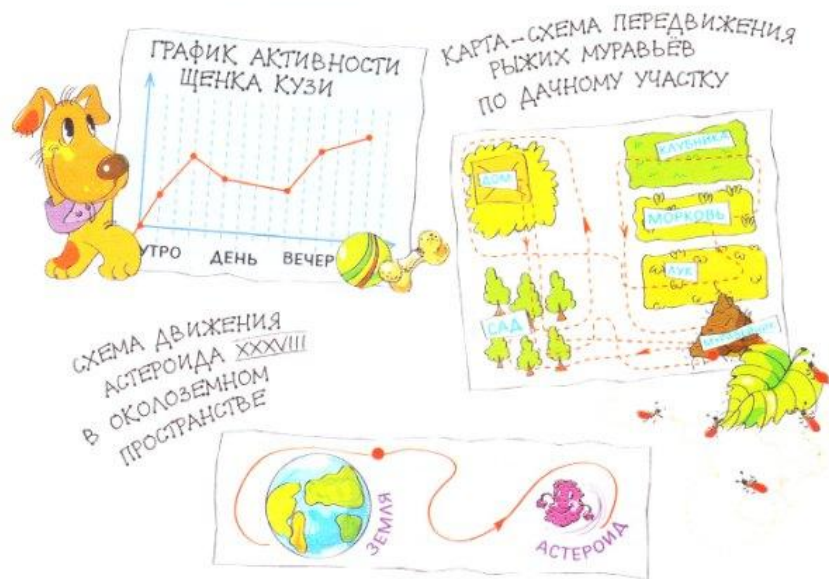 ГРАФИК АКТИВНОСТИ
ЩЕНКА КУЗИ
УТРО ДЕНЬ ВЕЧЕР
КАРТА-СХЕМА ПЕРЕДВИЖЕНИЯ
РЫЖИХ МУРАВЬЁВ
ПО ДАЧНОМУ УЧАСТКУ
КЛУБНИКА
ДОМ
МОРКОВЬ
ЛУК
САД
МУРАВЕЙНИК
СХЕМА ДВИЖЕНИЯ
АСТЕРОИДА XXXVIII
В ОКОЛОЗЕМНОМ
ПРОСТРАНСТВЕ
ЗЕМЛЯ
АСТЕРОИД